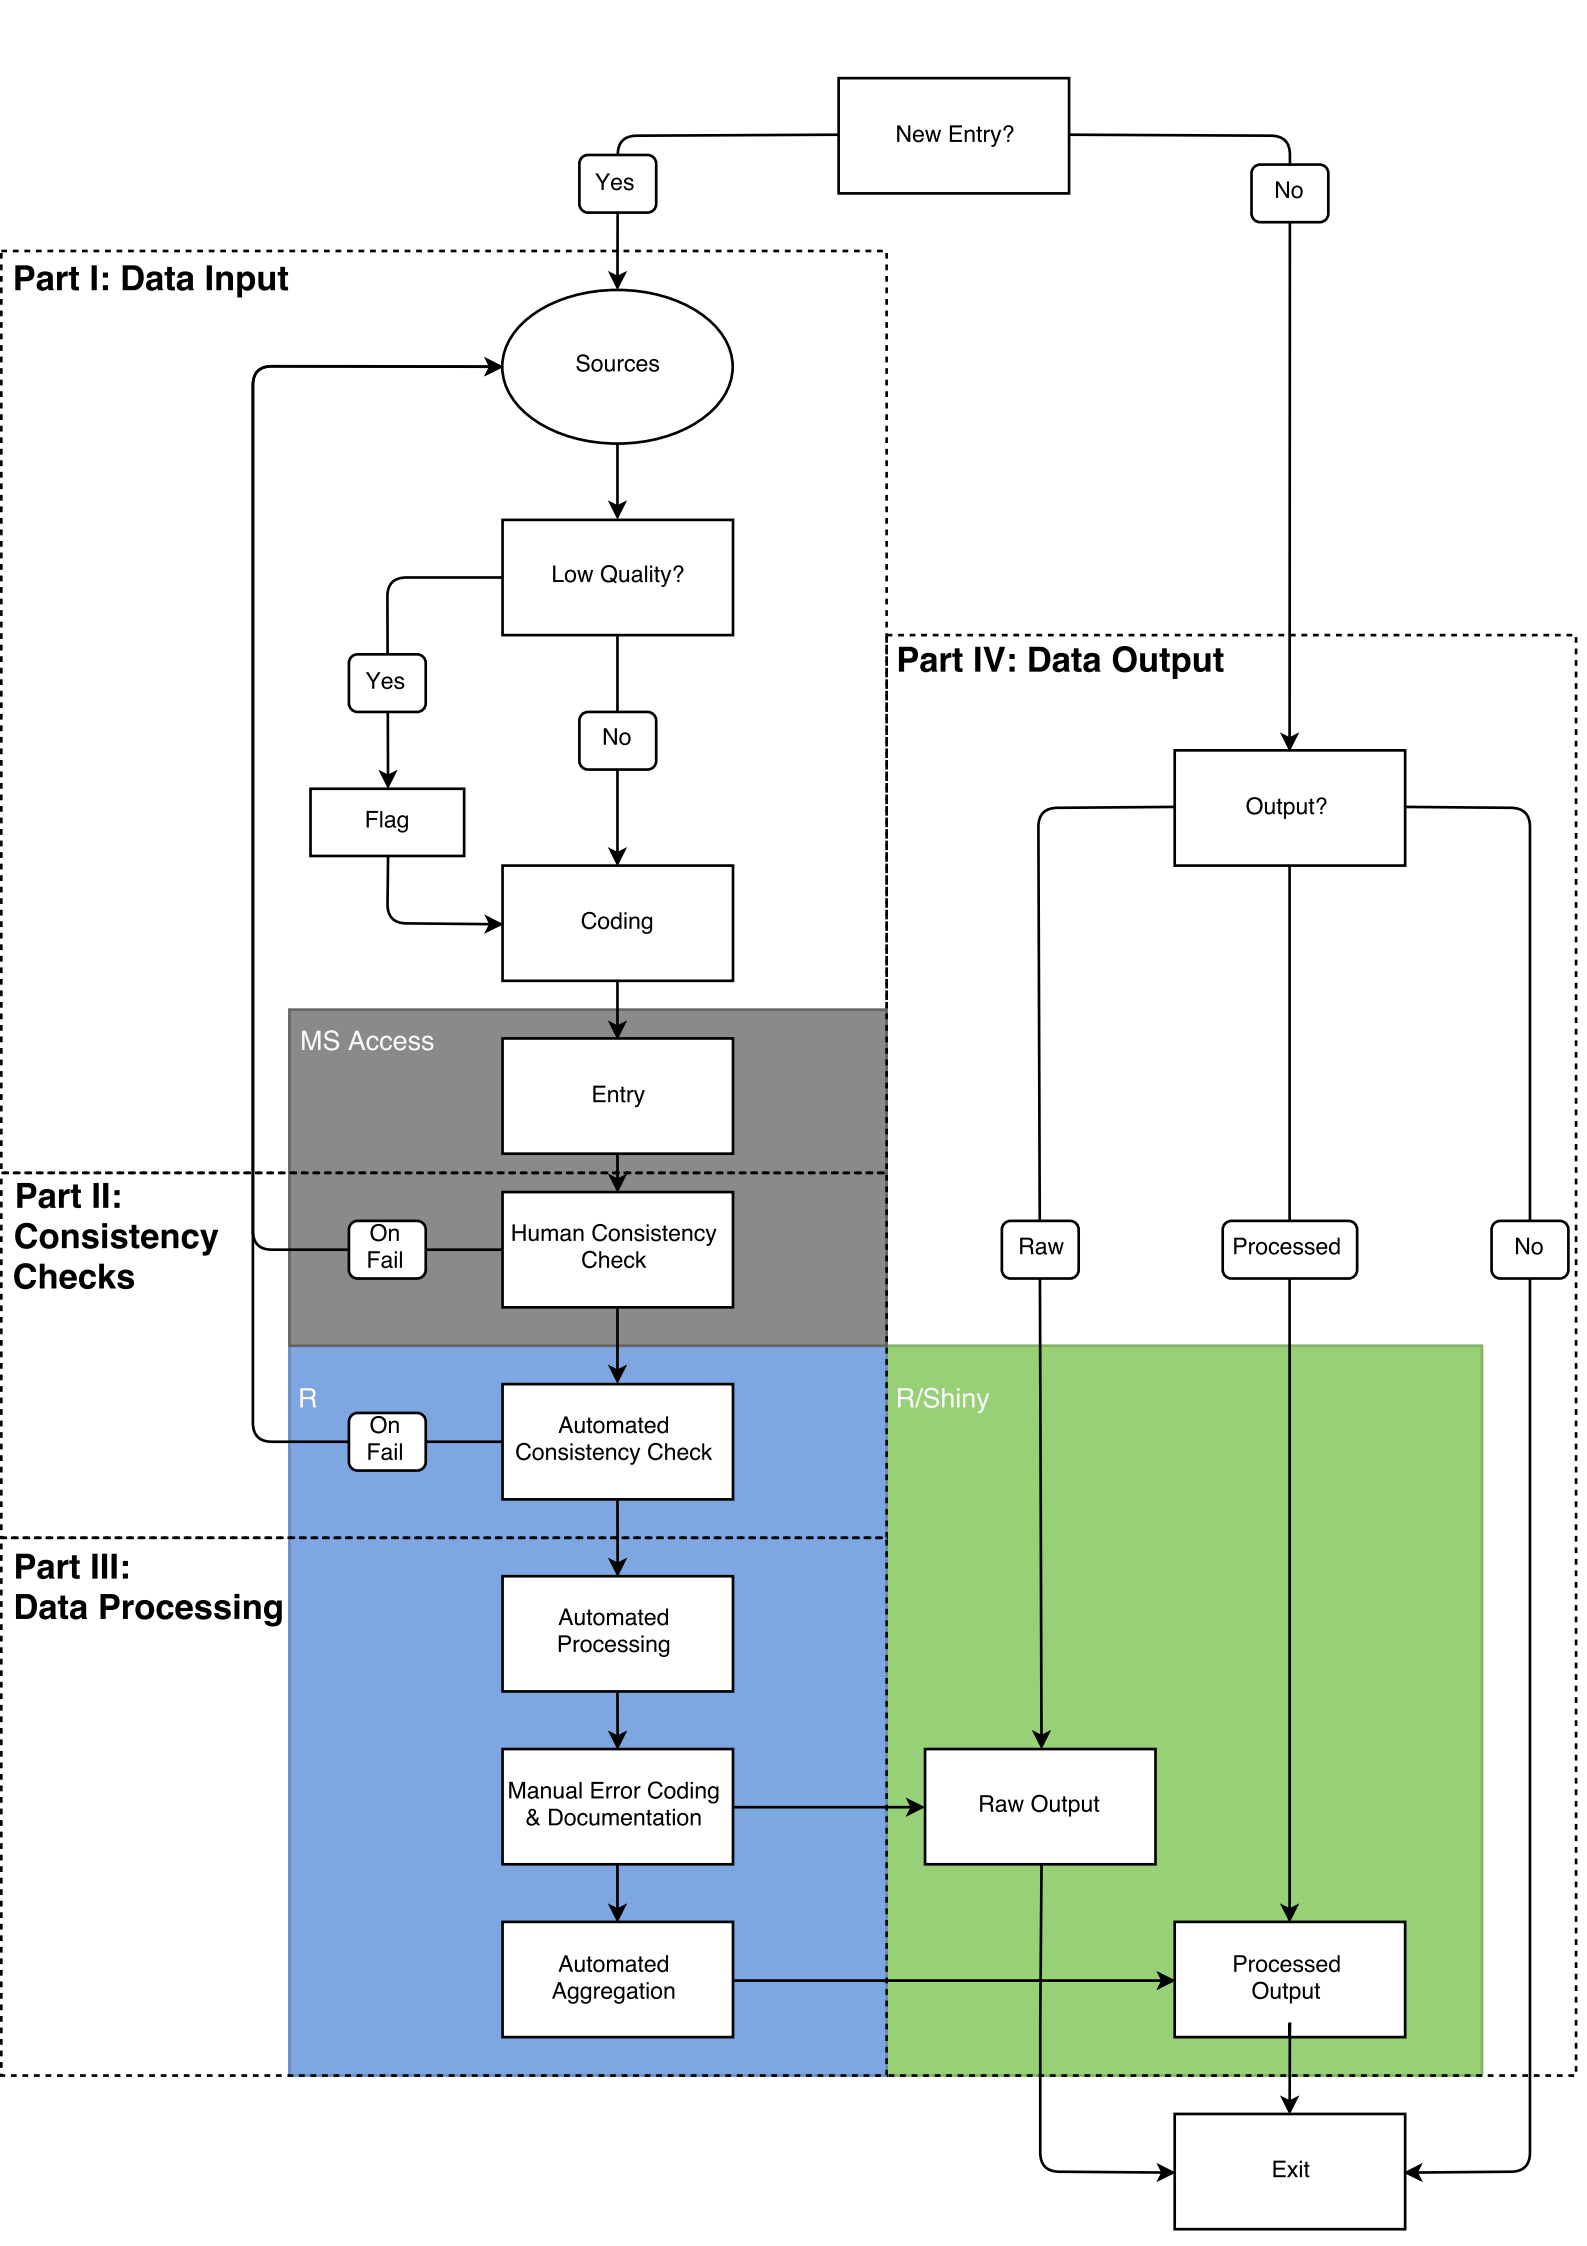 New Entry?
Yes
No
Part I: Data Input
Sources
Low Quality?
Part IV: Data Output
Yes
No
Output?
Flag
Coding
MS Access
Entry
Part II:
Consistency
Checks
On
Fail
Human Consistency
Check
Raw
Processed
No
R
On
Fail
Automated
Consistency Check
R/Shiny
Part III:
Data Processing
Automated
Processing
Manual Error Coding
& Documentation
Raw Output
Automated
Aggregation
Processed
Output
Exit